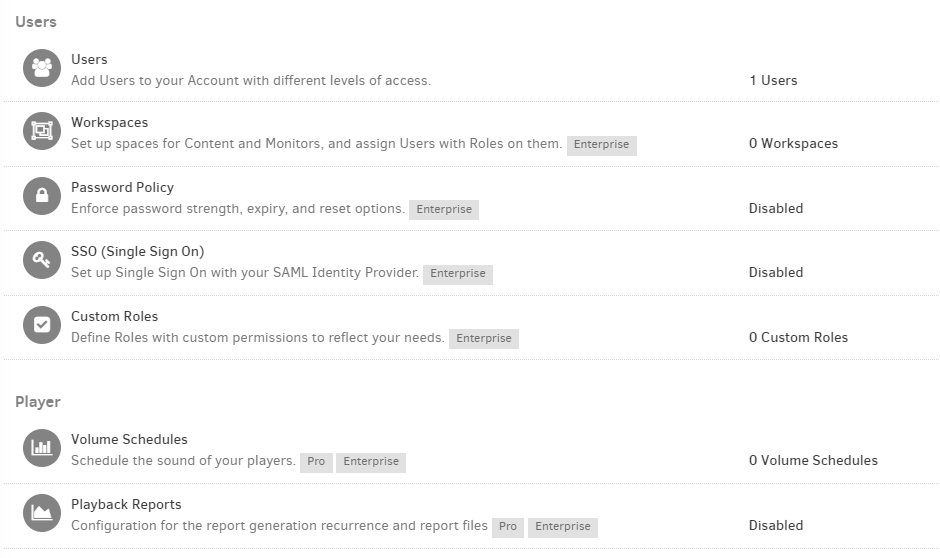 Users
Users
Add Users to your Account with different levels of access.
1 Users
Workspaces
Set up spaces for Content and Monitors, and assign Users with Roles on them. Enterprise
0 Workspaces
Password Policy
Enforce password strength, expiry, and reset options. Enterprise
Disabled
SSO (Single Sign On)
Set up Single Sign On with your SAML Identity Provider. Enterprise
Disabled
Custom Roles
Define Roles with custom permissions to reflect your needs. Enterprise
0 Custom Roles
Player
Volume Schedules
Schedule the sound of your players. Pro Enterprise
0 Volume Schedules
Playback Reports
Configuration for the report generation recurrence and report files Pro Enterprise
Disabled